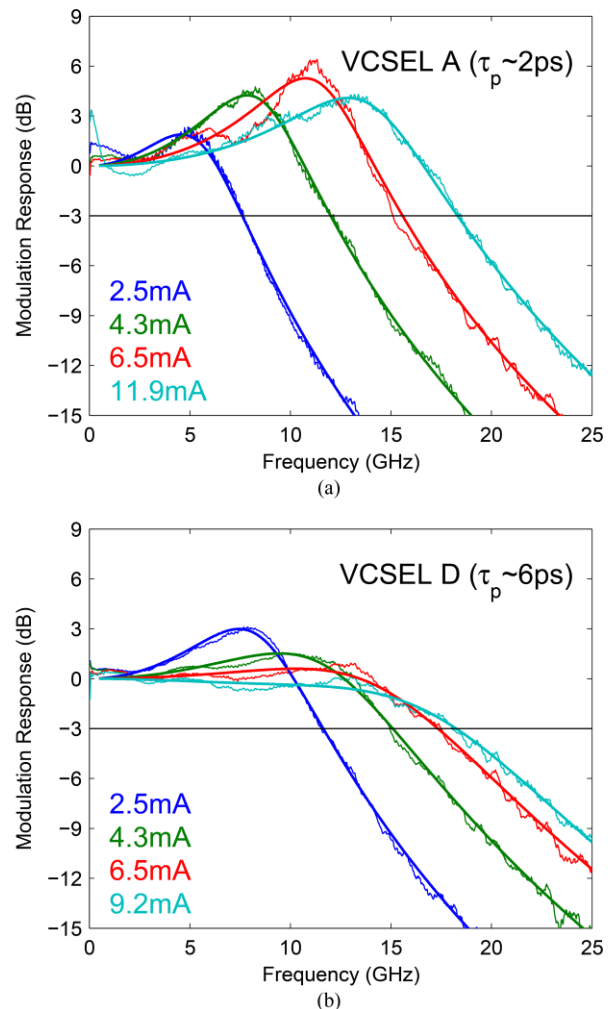 9
6
3
0
−3
−6
−9
−12
−15
Modulation Response (dB)
VCSEL A (τp~2ps)
2.5mA
4.3mA
6.5mA
11.9mA
0 5 10 15 20 25
Frequency (GHz)
(a)
9
6
3
0
−3
−6
−9
−12
−15
Modulation Response (dB)
VCSEL D (τp~6ps)
2.5mA
4.3mA
6.5mA
9.2mA
0 5 10 15 20 25
Frequency (GHz)
(b)